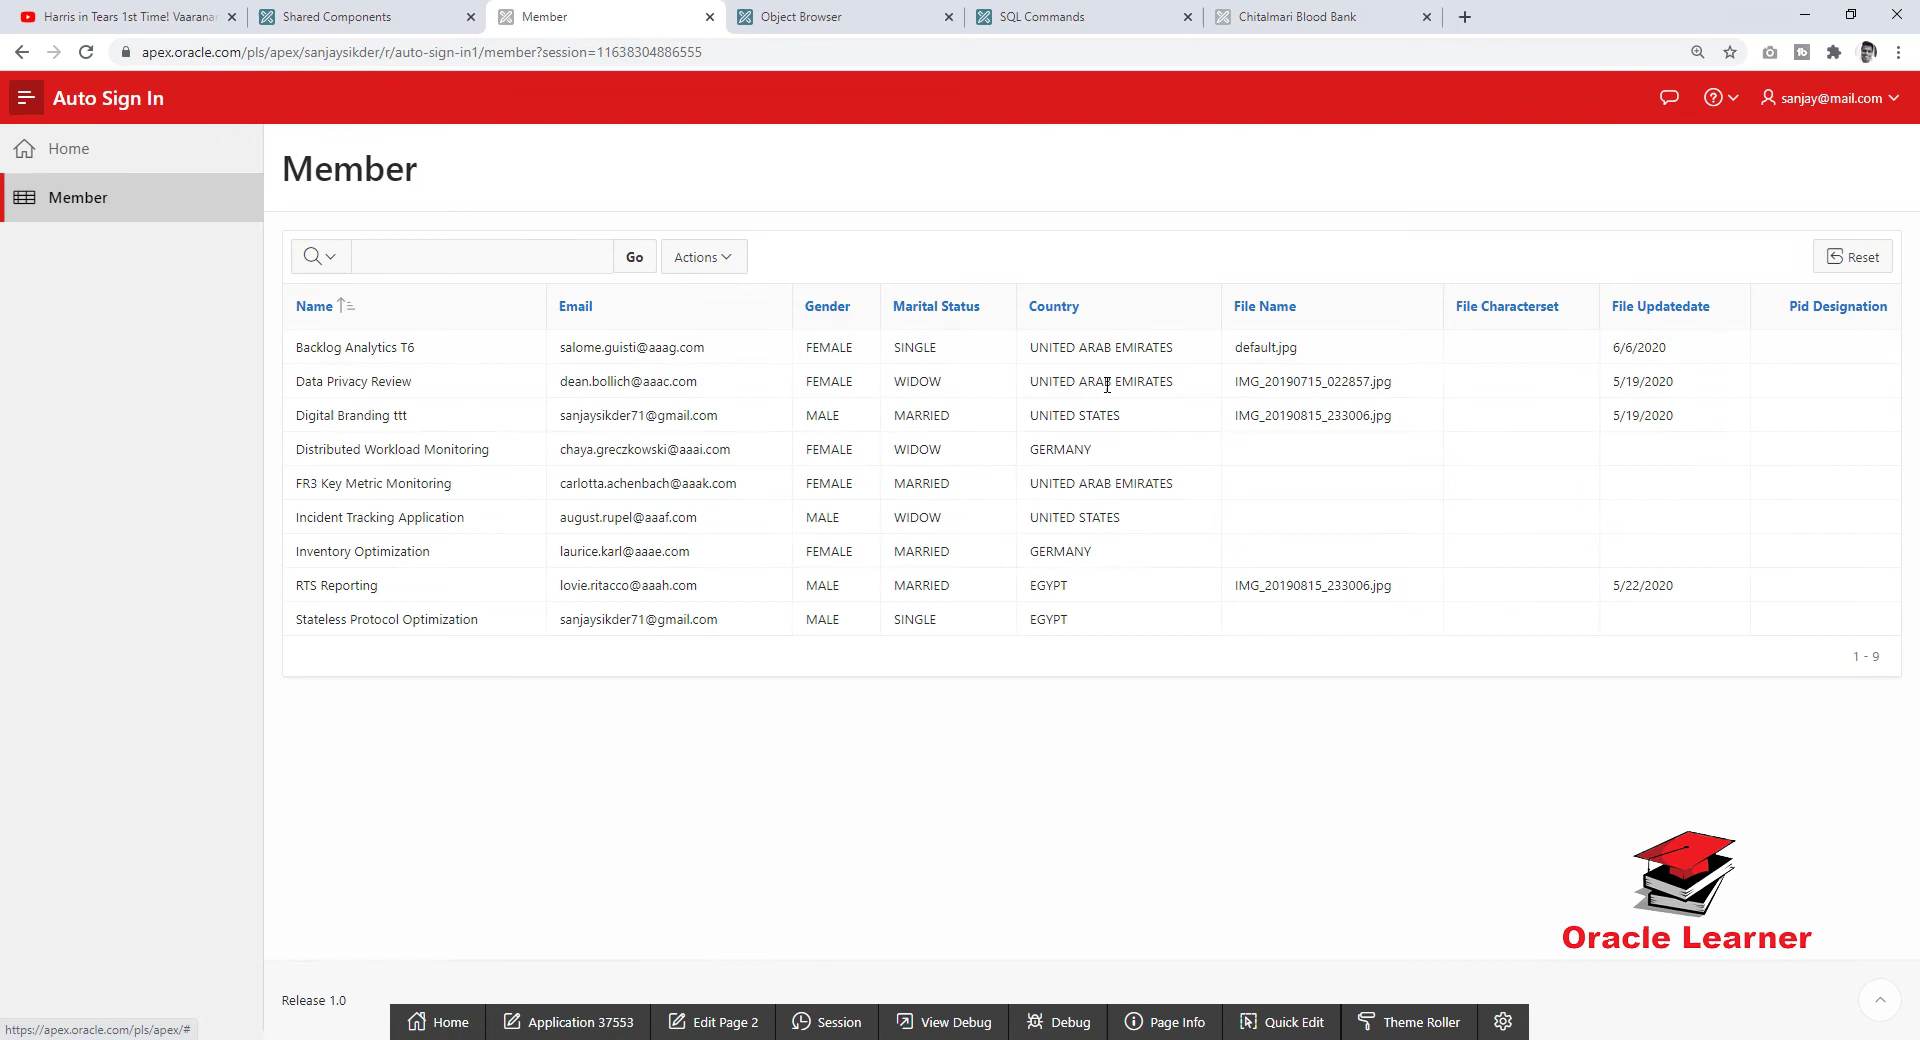 Harris in Tears 1st Time! Vaarana
Shared Components
Member
Object Browser
SQL Commands
Chitalmari Blood Bank
apex.oracle.com/pls/apex/sanjaysikder/r/auto-sign-in1/member?session=11638304886555
Auto Sign In
sanjay@mail.com
Home
Member
Member
Go
Actions
Reset
Name Email Gender Marital Status Country File Name File Characterset File Updatedate Pid Designation
Backlog Analytics T6 salome.guisti@aaag.com FEMALE SINGLE UNITED ARAB EMIRATES default.jpg 6/6/2020
Data Privacy Review dean.bollich@aaac.com FEMALE WIDOW UNITED ARAB EMIRATES IMG_20190715_022857.jpg 5/19/2020
Digital Branding ttt sanjaysikder71@gmail.com MALE MARRIED UNITED STATES IMG_20190815_233006.jpg 5/19/2020
Distributed Workload Monitoring chaya.greczkowski@aaai.com FEMALE WIDOW GERMANY
FR3 Key Metric Monitoring carlotta.achenbach@aaak.com FEMALE MARRIED UNITED ARAB EMIRATES
Incident Tracking Application august.rupel@aaaf.com MALE WIDOW UNITED STATES
Inventory Optimization laurice.karl@aaae.com FEMALE MARRIED GERMANY
RTS Reporting lovie.ritacco@aaah.com MALE MARRIED EGYPT IMG_20190815_233006.jpg 5/22/2020
Stateless Protocol Optimization sanjaysikder71@gmail.com MALE SINGLE EGYPT
1 - 9
Oracle Learner
Release 1.0
https://apex.oracle.com/pls/apex/#
Home
Application 37553
Edit Page 2
Session
View Debug
Debug
Page Info
Quick Edit
Theme Roller